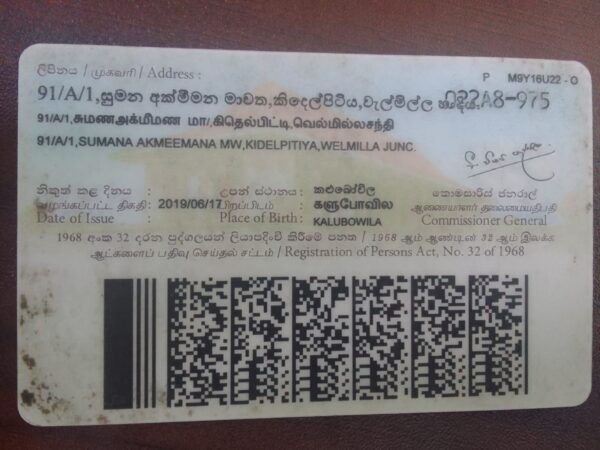 ලිපිනය / முகவரி / Address :
P M9Y16U22 - O
91/A/1,සුමන අක්මීමන මාවත,කිදෙල්පිටිය,වැල්මිල්ල හන්දිය,
91/A/1,சுமண அக்மீமண மா/,கிதெல்பிட்டி,வெல்மில்லசந்தி
91/A/1,SUMANA AKMEEMANA MW,KIDELPITIYA,WELMILLA JUNC.
නිකුත් කළ දිනය : උපන් ස්ථානය : කළුබෝවිල කොමසාරිස් ජනරාල්
வழங்கப்பட்ட திகதி : 2019/06/17 பிறப்பிடம் : களுபோவில ஆணையாளர் தலைமையதிபதி
Date of Issue Place of Birth : KALUBOWILA Commissioner General
1968 අංක 32 දරන පුද්ගලයන් ලියාපදිංචි කිරීමේ පනත / 1968 ஆம் ஆண்டின் 32 ஆம் இலக்க
ஆட்களைப் பதிவு செய்தல் சட்டம் / Registration of Persons Act, No. 32 of 1968